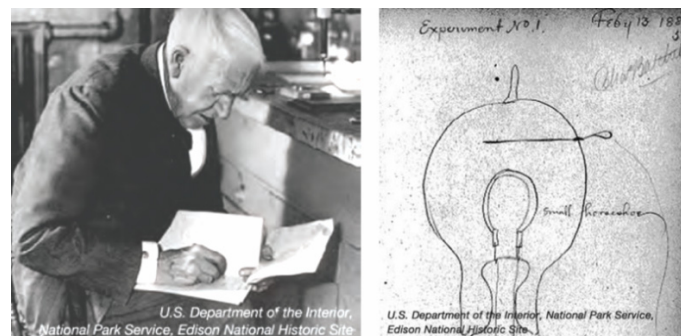 U.S. Department of the Interior,
National Park Service, Edison National Historic Site
Experiment No. 1.
Feby 13 188
small horseshoe
U.S. Department of the Interior, National Park Service,
Edison National Historic Site